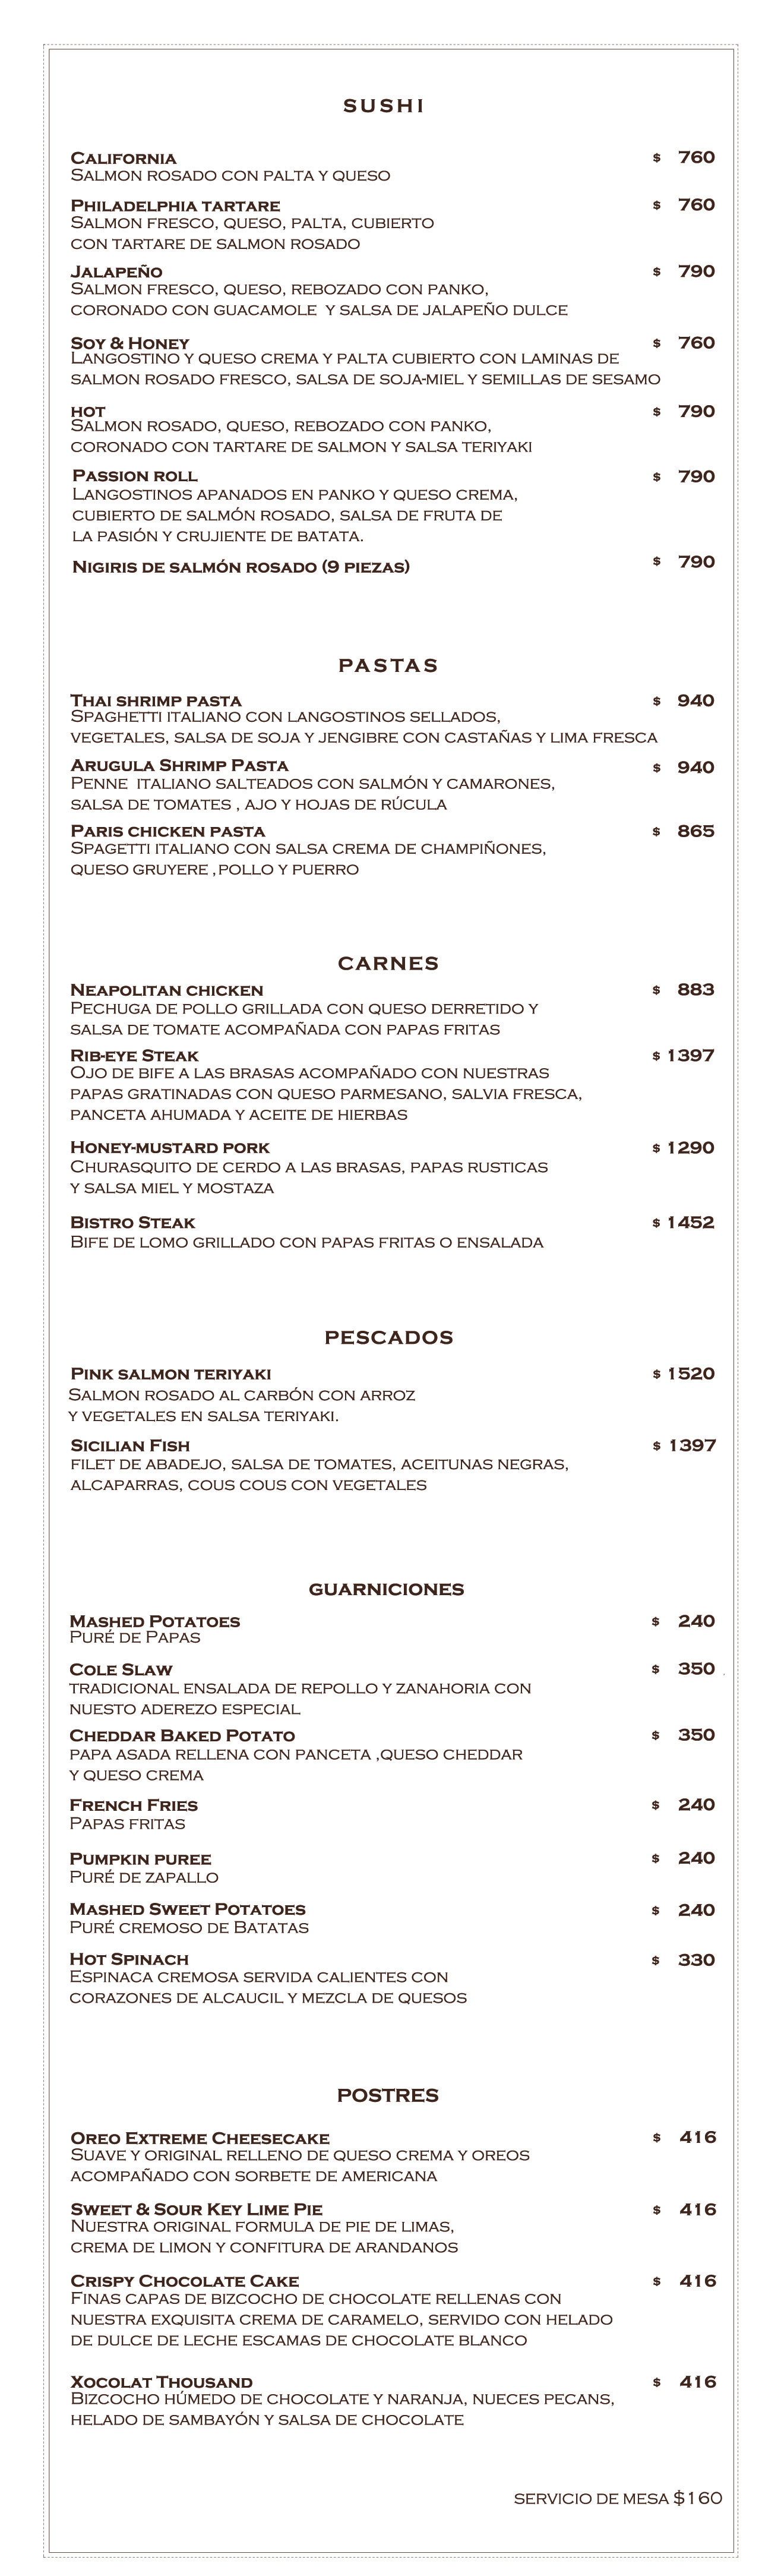 SUSHI
CALIFORNIA $ 760
SALMON ROSADO CON PALTA Y QUESO
PHILADELPHIA TARTARE $ 760
SALMON FRESCO, QUESO, PALTA, CUBIERTO
CON TARTARE DE SALMON ROSADO
JALAPEÑO $ 790
SALMON FRESCO, QUESO, REBOZADO CON PANKO,
CORONADO CON GUACAMOLE Y SALSA DE JALAPEÑO DULCE
SOY & HONEY $ 760
LANGOSTINO Y QUESO CREMA Y PALTA CUBIERTO CON LAMINAS DE
SALMON ROSADO FRESCO, SALSA DE SOJA-MIEL Y SEMILLAS DE SESAMO
HOT $ 790
SALMON ROSADO, QUESO, REBOZADO CON PANKO,
CORONADO CON TARTARE DE SALMON Y SALSA TERIYAKI
PASSION ROLL $ 790
LANGOSTINOS APANADOS EN PANKO Y QUESO CREMA,
CUBIERTO DE SALMÓN ROSADO, SALSA DE FRUTA DE
LA PASIÓN Y CRUJIENTE DE BATATA.
NIGIRIS DE SALMÓN ROSADO (9 PIEZAS) $ 790
PASTAS
THAI SHRIMP PASTA $ 940
SPAGHETTI ITALIANO CON LANGOSTINOS SELLADOS,
VEGETALES, SALSA DE SOJA Y JENGIBRE CON CASTAÑAS Y LIMA FRESCA
ARUGULA SHRIMP PASTA $ 940
PENNE ITALIANO SALTEADOS CON SALMÓN Y CAMARONES,
SALSA DE TOMATES , AJO Y HOJAS DE RÚCULA
PARIS CHICKEN PASTA $ 865
SPAGETTI ITALIANO CON SALSA CREMA DE CHAMPIÑONES,
QUESO GRUYERE , POLLO Y PUERRO
CARNES
NEAPOLITAN CHICKEN $ 883
PECHUGA DE POLLO GRILLADA CON QUESO DERRETIDO Y
SALSA DE TOMATE ACOMPAÑADA CON PAPAS FRITAS
RIB-EYE STEAK $ 1397
OJO DE BIFE A LAS BRASAS ACOMPAÑADO CON NUESTRAS
PAPAS GRATINADAS CON QUESO PARMESANO, SALVIA FRESCA,
PANCETA AHUMADA Y ACEITE DE HIERBAS
HONEY-MUSTARD PORK $ 1290
CHURASQUITO DE CERDO A LAS BRASAS, PAPAS RUSTICAS
Y SALSA MIEL Y MOSTAZA
BISTRO STEAK $ 1452
BIFE DE LOMO GRILLADO CON PAPAS FRITAS O ENSALADA
PESCADOS
PINK SALMON TERIYAKI $ 1520
SALMON ROSADO AL CARBÓN CON ARROZ
Y VEGETALES EN SALSA TERIYAKI.
SICILIAN FISH $ 1397
FILET DE ABADEJO, SALSA DE TOMATES, ACEITUNAS NEGRAS,
ALCAPARRAS, COUS COUS CON VEGETALES
GUARNICIONES
MASHED POTATOES $ 240
PURÉ DE PAPAS
COLE SLAW $ 350
TRADICIONAL ENSALADA DE REPOLLO Y ZANAHORIA CON
NUESTO ADEREZO ESPECIAL
CHEDDAR BAKED POTATO $ 350
PAPA ASADA RELLENA CON PANCETA ,QUESO CHEDDAR
Y QUESO CREMA
FRENCH FRIES $ 240
PAPAS FRITAS
PUMPKIN PUREE $ 240
PURÉ DE ZAPALLO
MASHED SWEET POTATOES $ 240
PURÉ CREMOSO DE BATATAS
HOT SPINACH $ 330
ESPINACA CREMOSA SERVIDA CALIENTES CON
CORAZONES DE ALCAUCIL Y MEZCLA DE QUESOS
POSTRES
OREO EXTREME CHEESECAKE $ 416
SUAVE Y ORIGINAL RELLENO DE QUESO CREMA Y OREOS
ACOMPAÑADO CON SORBETE DE AMERICANA
SWEET & SOUR KEY LIME PIE $ 416
NUESTRA ORIGINAL FORMULA DE PIE DE LIMAS,
CREMA DE LIMON Y CONFITURA DE ARANDANOS
CRISPY CHOCOLATE CAKE $ 416
FINAS CAPAS DE BIZCOCHO DE CHOCOLATE RELLENAS CON
NUESTRA EXQUISITA CREMA DE CARAMELO, SERVIDO CON HELADO
DE DULCE DE LECHE ESCAMAS DE CHOCOLATE BLANCO
XOCOLAT THOUSAND $ 416
BIZCOCHO HÚMEDO DE CHOCOLATE Y NARANJA, NUECES PECANS,
HELADO DE SAMBAYÓN Y SALSA DE CHOCOLATE
SERVICIO DE MESA $160